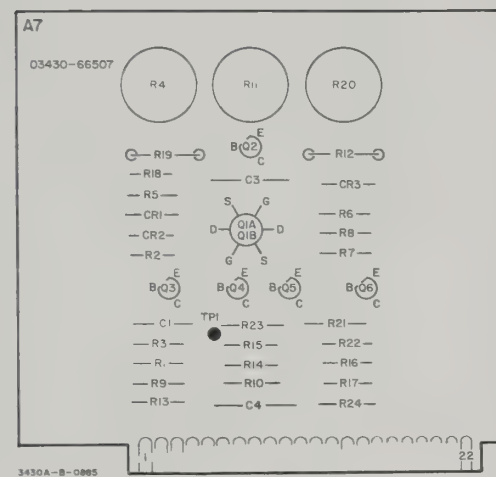 A7
03430-66507
R4 R11 R20
E
B Q2
C
R19 R12
R18
C3 CR3
R5
S G
CR1 R6
Q1A
D D
Q1B
CR2 R8
R2 R7
G S
E E E E
B Q3 B Q4 B Q5 B Q6
C C C C
TP1
C1 R23 R21
R3 R15 R22
R14 R16
R9 R10 R17
R13 C4 R24
1 22
3430A-B-0865